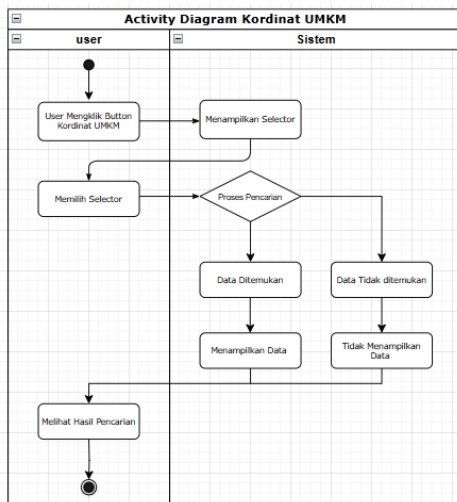 Activity Diagram Kordinat UMKM
user
Sistem
User Mengklik Button
Kordinat UMKM
Menampilkan Selector
Memilih Selector
Proses Pencarian
Data Ditemukan
Data Tidak ditemukan
Menampilkan Data
Tidak Menampilkan
Data
Melihat Hasil Pencarian